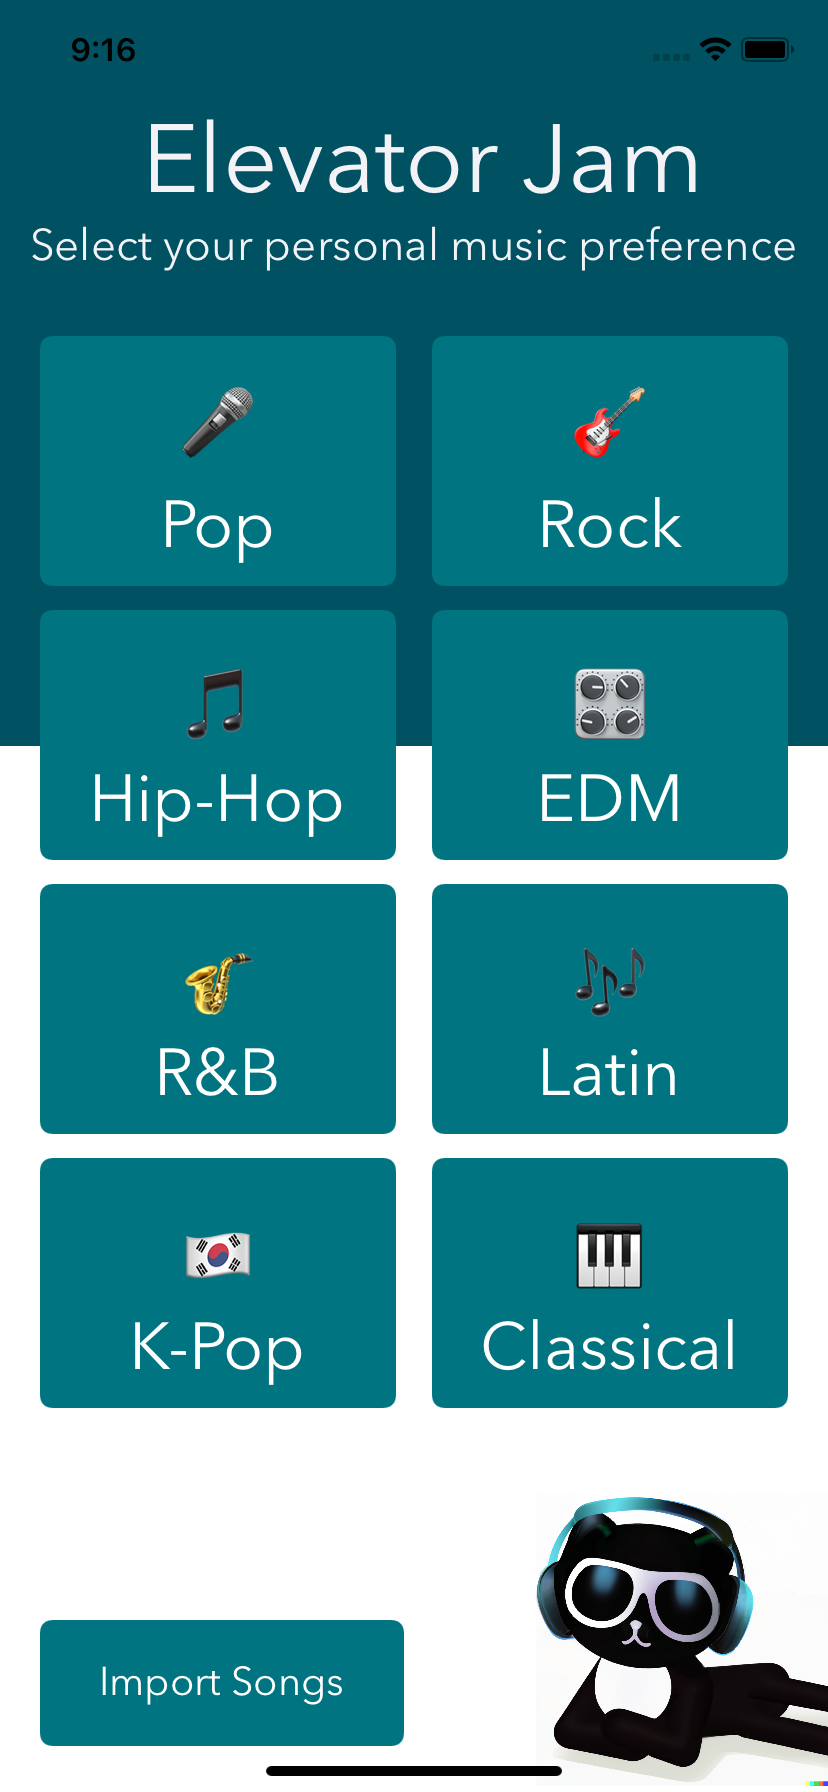 9:16
Elevator Jam
Select your personal music preference
Pop
Rock
Hip-Hop
EDM
R&B
Latin
K-Pop
Classical
Import Songs